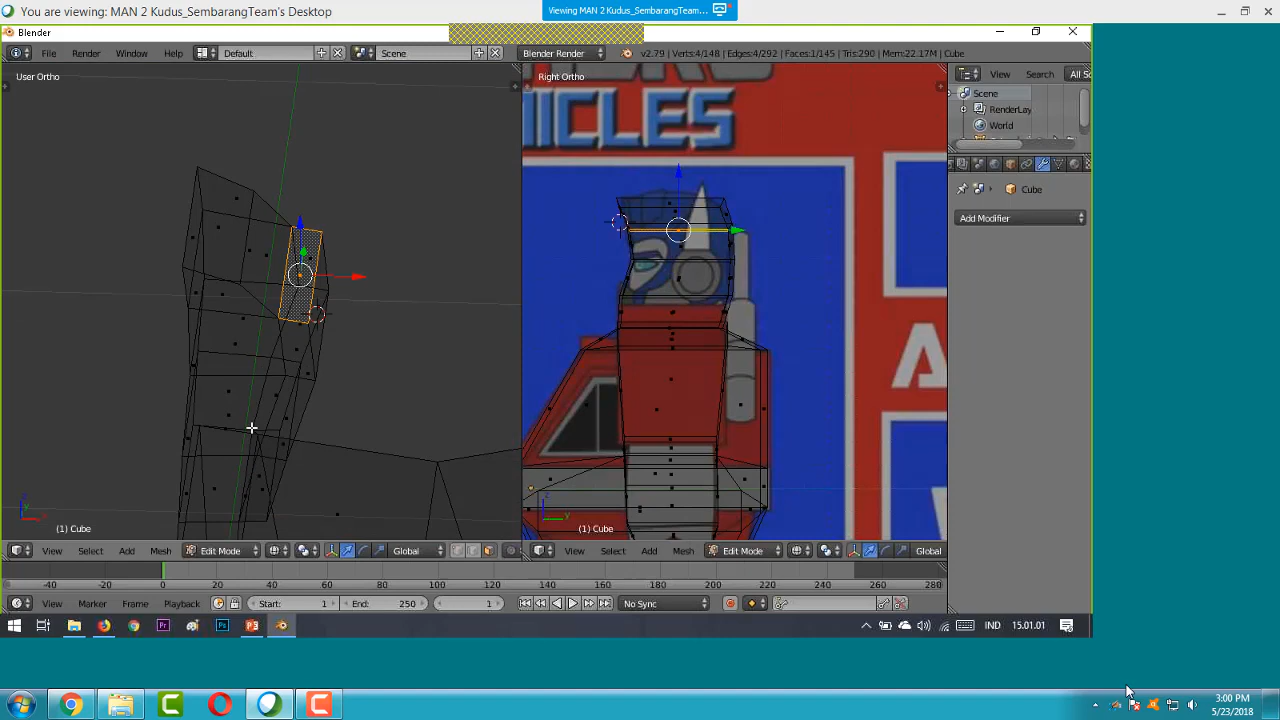 You are viewing: MAN 2 Kudus_SembarangTeam's Desktop
Viewing MAN 2 Kudus_SembarangTeam...
Blender
File Render Window Help Default Scene Blender Render v2.79 | Verts:4/148 | Edges:4/292 | Faces:1/145 | Tris:290 | Mem:22.17M | Cube
User Ortho
Right Ortho
View Search All Sc
Scene
RenderLay
World
ICLES
Cube
Add Modifier
A
(1) Cube
(1) Cube
View Select Add Mesh Edit Mode Global
View Select Add Mesh Edit Mode Global
-40 -20 0 20 40 60 80 100 120 140 160 180 200 220 240 260 280
View Marker Frame Playback Start: 1 End: 250 1 No Sync
IND 15.01.01
3:00 PM
5/23/2018